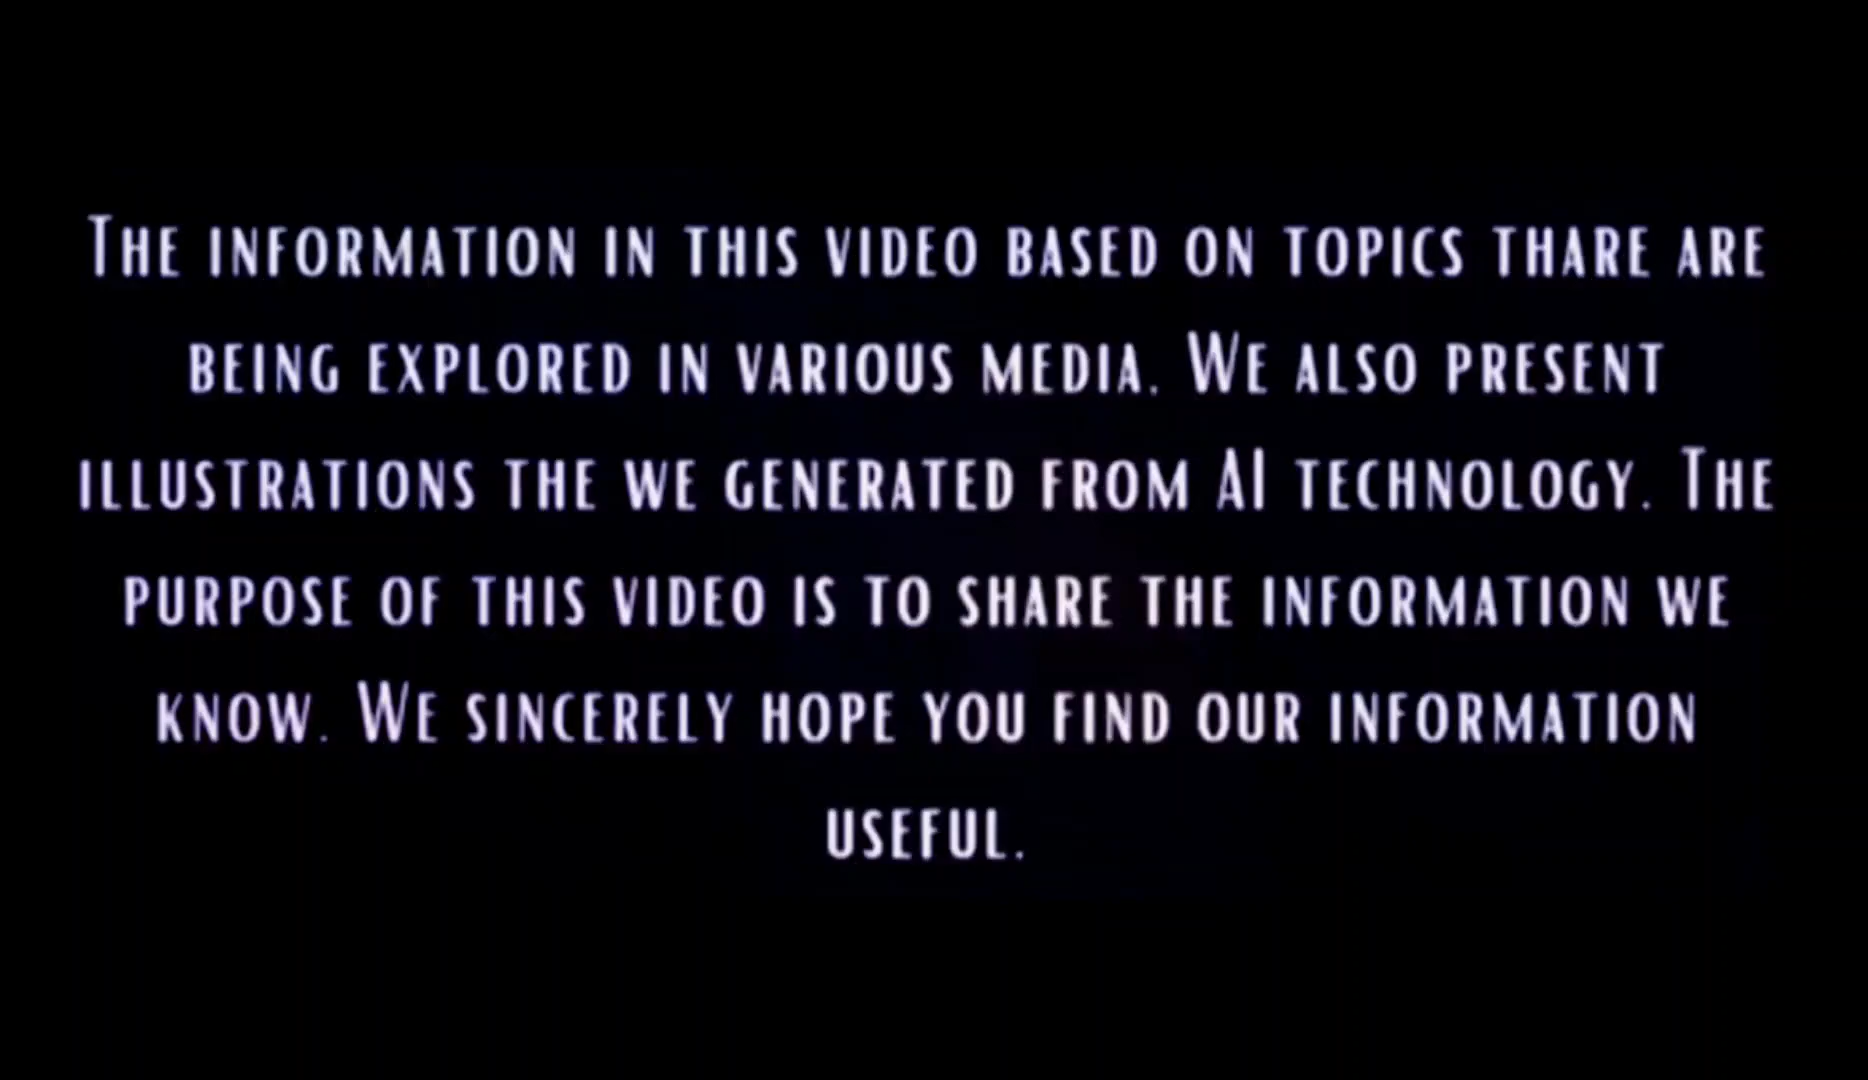 The information in this video based on topics thare are
being explored in various media. We also present
illustrations the we generated from AI technology. The
purpose of this video is to share the information we
know. We sincerely hope you find our information
useful.